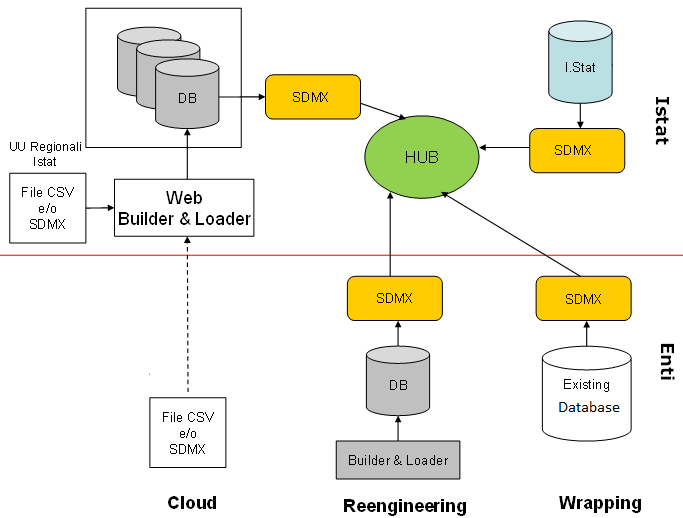 DB
SDMX
I.Stat
Istat
UU Regionali
Istat
HUB
SDMX
File CSV
e/o
SDMX
Web
Builder & Loader
SDMX
SDMX
Enti
DB
Existing
Database
File CSV
e/o
SDMX
Builder & Loader
Cloud
Reengineering
Wrapping